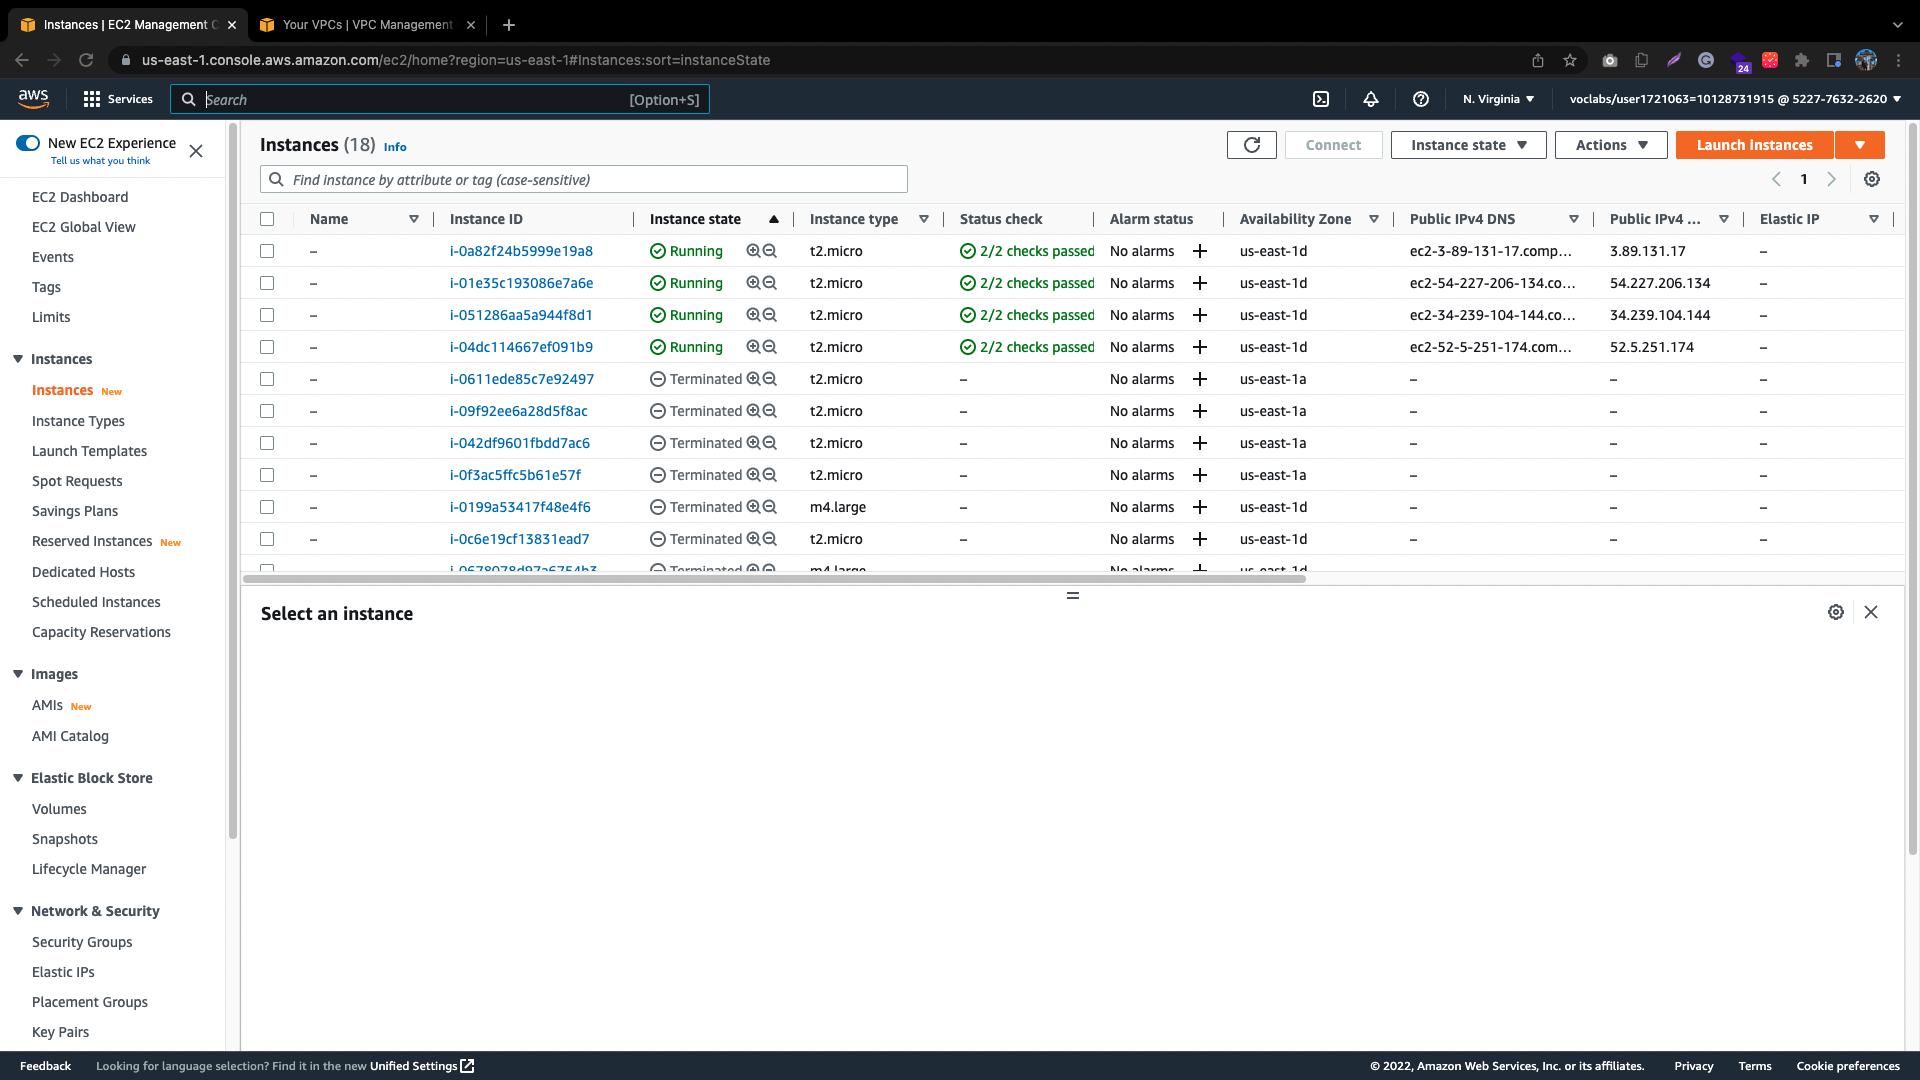 Instances | EC2 Management C
Your VPCs | VPC Management
us-east-1.console.aws.amazon.com/ec2/home?region=us-east-1#Instances:sort=instanceState
24
aws
Services
Search
[Option+S]
N. Virginia
voclabs/user1721063=10128731915 @ 5227-7632-2620
New EC2 Experience
Tell us what you think
EC2 Dashboard
EC2 Global View
Events
Tags
Limits
Instances
Instances New
Instance Types
Launch Templates
Spot Requests
Savings Plans
Reserved Instances New
Dedicated Hosts
Scheduled Instances
Capacity Reservations
Images
AMIs New
AMI Catalog
Elastic Block Store
Volumes
Snapshots
Lifecycle Manager
Network & Security
Security Groups
Elastic IPs
Placement Groups
Key Pairs
Instances (18) Info
Connect
Instance state
Actions
Launch instances
Find instance by attribute or tag (case-sensitive)
1
Name Instance ID Instance state Instance type Status check Alarm status Availability Zone Public IPv4 DNS Public IPv4 ... Elastic IP
– i-0a82f24b5999e19a8 Running t2.micro 2/2 checks passed No alarms + us-east-1d ec2-3-89-131-17.comp... 3.89.131.17 –
– i-01e35c193086e7a6e Running t2.micro 2/2 checks passed No alarms + us-east-1d ec2-54-227-206-134.co... 54.227.206.134 –
– i-051286aa5a944f8d1 Running t2.micro 2/2 checks passed No alarms + us-east-1d ec2-34-239-104-144.co... 34.239.104.144 –
– i-04dc114667ef091b9 Running t2.micro 2/2 checks passed No alarms + us-east-1d ec2-52-5-251-174.com... 52.5.251.174 –
– i-0611ede85c7e92497 Terminated t2.micro – No alarms + us-east-1a – – –
– i-09f92ee6a28d5f8ac Terminated t2.micro – No alarms + us-east-1a – – –
– i-042df9601fbdd7ac6 Terminated t2.micro – No alarms + us-east-1a – – –
– i-0f3ac5ffc5b61e57f Terminated t2.micro – No alarms + us-east-1a – – –
– i-0199a53417f48e4f6 Terminated m4.large – No alarms + us-east-1d – – –
– i-0c6e19cf13831ead7 Terminated t2.micro – No alarms + us-east-1d – – –
Terminated m4.large No alarms us-east-1d
Select an instance
Feedback
Looking for language selection? Find it in the new Unified Settings
© 2022, Amazon Web Services, Inc. or its affiliates.
Privacy
Terms
Cookie preferences